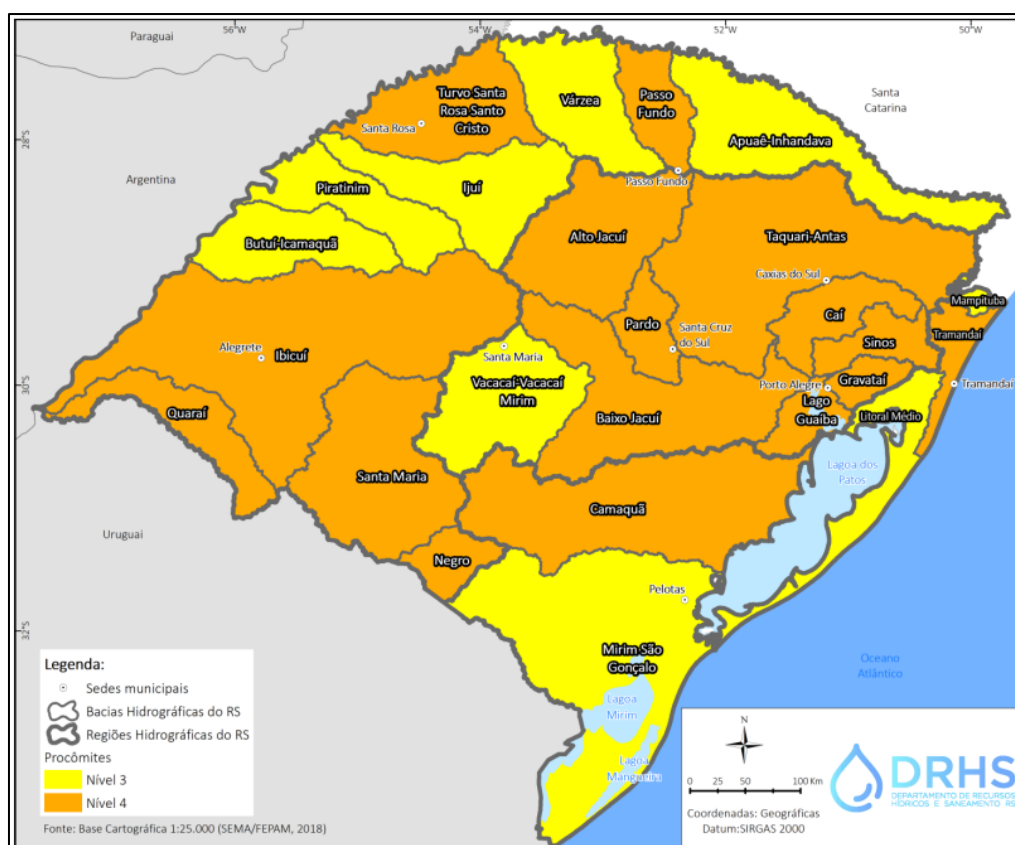 56°W
54°W
52°W
50°W
Paraguai
Santa
Catarina
Turvo Santa
Rosa Santo
Cristo
Várzea
Passo
Fundo
Santa Rosa
28°S
Apuaê-Inhandava
Argentina
Piratinim
Ijuí
Passo Fundo
Butuí-Icamaquã
Alto Jacuí
Taquari-Antas
Caxias do Sul
Mampituba
Caí
Pardo
Santa Cruz
do Sul
Tramandaí
Sinos
Santa Maria
Alegrete
Ibicuí
Gravataí
Vacacaí-Vacacaí
Mirim
Porto Alegre
Tramandaí
30°S
Quaraí
Baixo Jacuí
Lago
Guaíba
Litoral Médio
Lagoa dos
Patos
Santa Maria
Camaquã
Uruguai
Negro
Pelotas
32°S
Mirim-São
Gonçalo
Oceano
Atlântico
Lagoa
Mirim
Lagoa
Mangueira
Legenda:
Sedes municipais
Bacias Hidrográficas do RS
Regiões Hidrográficas do RS
Procômites
Nível 3
Nível 4
Fonte: Base Cartográfica 1:25.000 (SEMA/FEPAM, 2018)
N
0 25 50 100 Km
Coordenadas: Geográficas
Datum:SIRGAS 2000
DRHS
DEPARTAMENTO DE RECURSOS
HÍDRICOS E SANEAMENTO RS